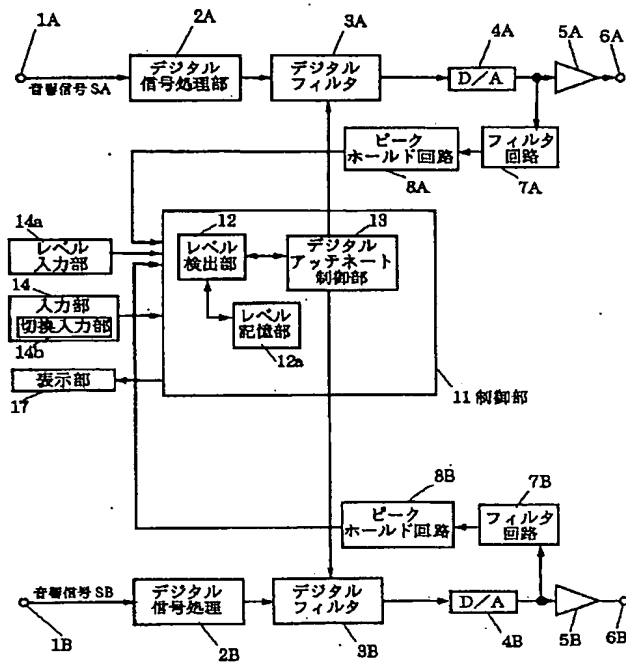 1A
2A
3A
4A
5A
6A
音響信号SA
デジタル
信号処理部
デジタル
フィルタ
D/A
ピーク
ホールド回路
8A
フィルタ
回路
7A
14a
レベル
入力部
14
入力部
切換入力部
14b
表示部
17
12
レベル
検出部
13
デジタル
アッテネート
制御部
レベル
記憶部
12a
11制御部
8B
ピーク
ホールド回路
7B
フィルタ
回路
音響信号SB
デジタル
信号処理
デジタル
フィルタ
D/A
1B
2B
3B
4B
5B
6B